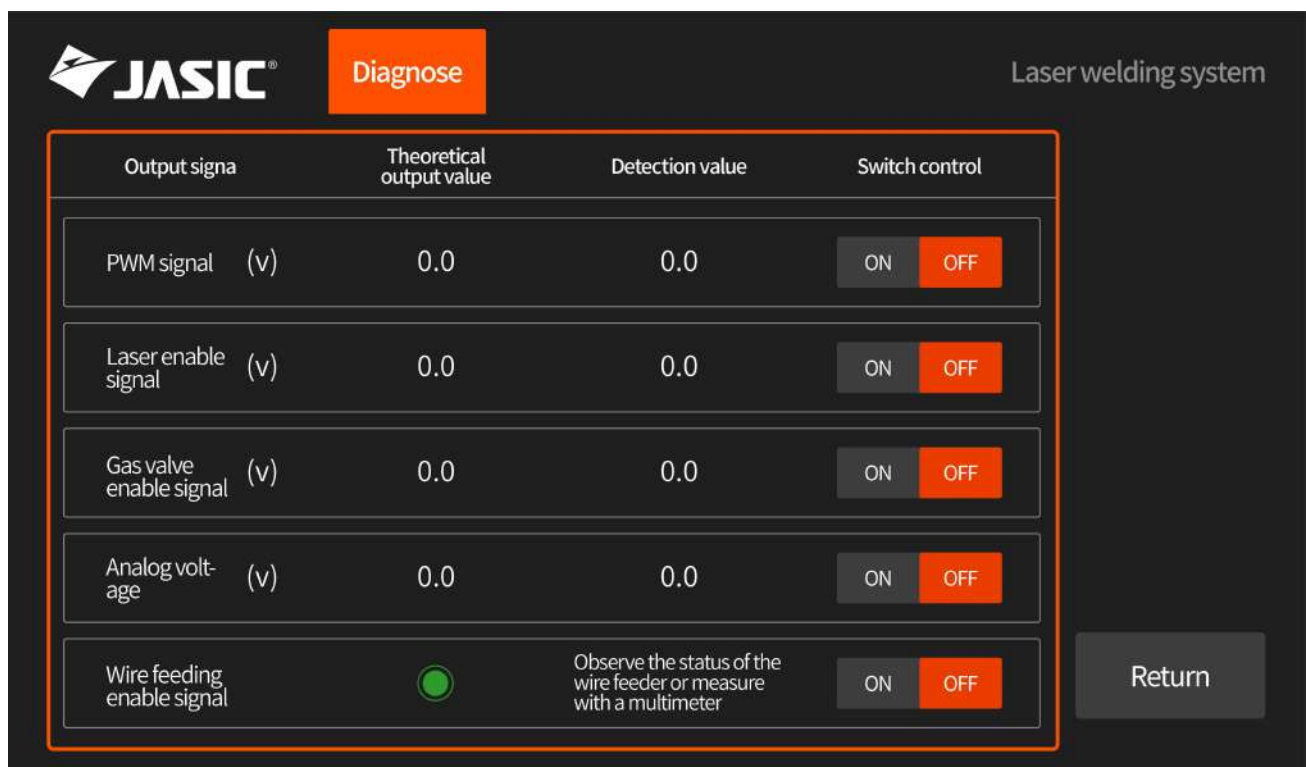 JASIC®
Diagnose
Laser welding system
Output signa
Theoretical
output value
Detection value
Switch control
PWM signal (v) 0.0 0.0 ON OFF
Laser enable
signal
(v) 0.0 0.0 ON OFF
Gas valve
enable signal
(v) 0.0 0.0 ON OFF
Analog volt-
age
(v) 0.0 0.0 ON OFF
Wire feeding
enable signal
Observe the status of the
wire feeder or measure
with a multimeter
ON OFF
Return